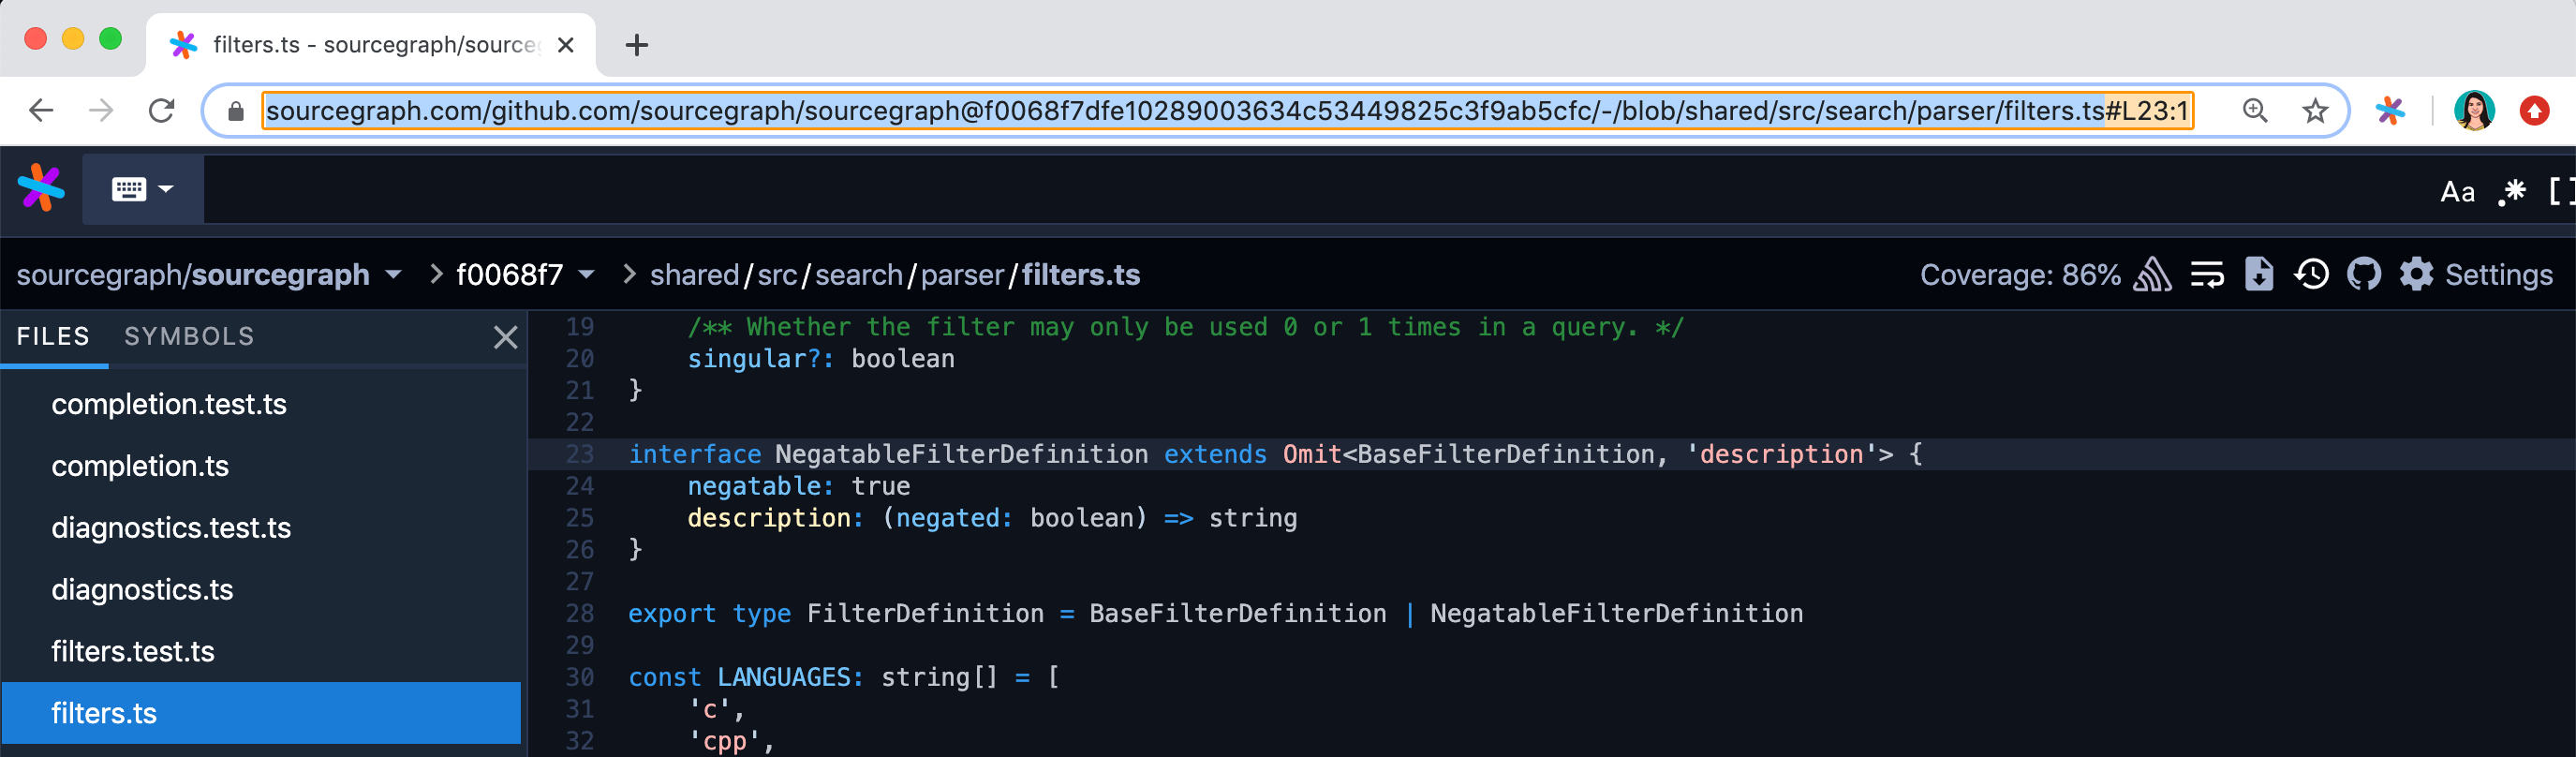 filters.ts - sourcegraph/source
sourcegraph.com/github.com/sourcegraph/sourcegraph@f0068f7dfe10289003634c53449825c3f9ab5cfc/-/blob/shared/src/search/parser/filters.ts#L23:1
Aa .* []
sourcegraph/sourcegraph > f0068f7 > shared/src/search/parser/filters.ts Coverage: 86% Settings
FILES SYMBOLS
completion.test.ts
completion.ts
diagnostics.test.ts
diagnostics.ts
filters.test.ts
filters.ts
19 /** Whether the filter may only be used 0 or 1 times in a query. */
20 singular?: boolean
21 }
22
23 interface NegatableFilterDefinition extends Omit<BaseFilterDefinition, 'description'> {
24 negatable: true
25 description: (negated: boolean) => string
26 }
27
28 export type FilterDefinition = BaseFilterDefinition | NegatableFilterDefinition
29
30 const LANGUAGES: string[] = [
31 'c',
32 'cpp',